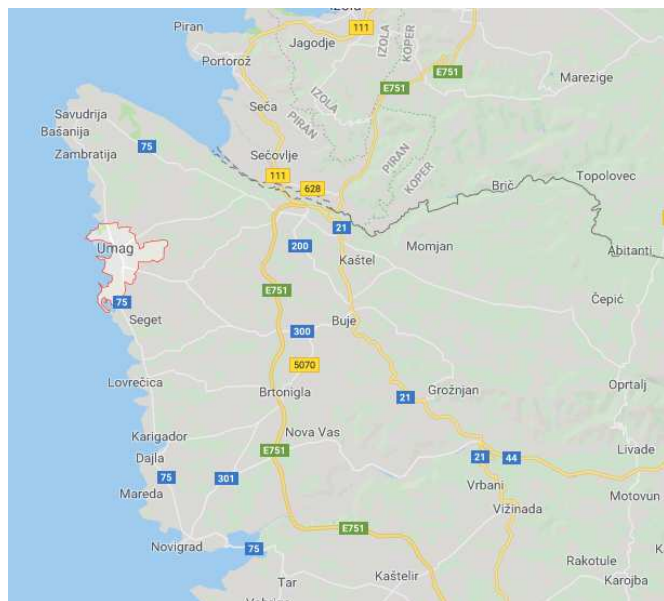 Izola
Piran
111
Jagodje
IZOLA
KOPER
Portorož
E751
E751
Marezige
Seča
IZOLA
PIRAN
Savudrija
Bašanija
75
Zambratija
Sečovlje
PIRAN
KOPER
111
628
Topolovec
Brič
21
Umag
200
Momjan
Kaštel
Abitanti
E751
75
Čepić
Seget
300
Buje
5070
Lovrečica
Brtonigla
Grožnjan
Oprtalj
21
Karigador
Nova Vas
Dajla
E751
21
44
Livade
75
301
Vrbani
Mareda
Motovun
Vižinada
E751
Novigrad
75
Rakotule
Tar
Kaštelir
Karojba